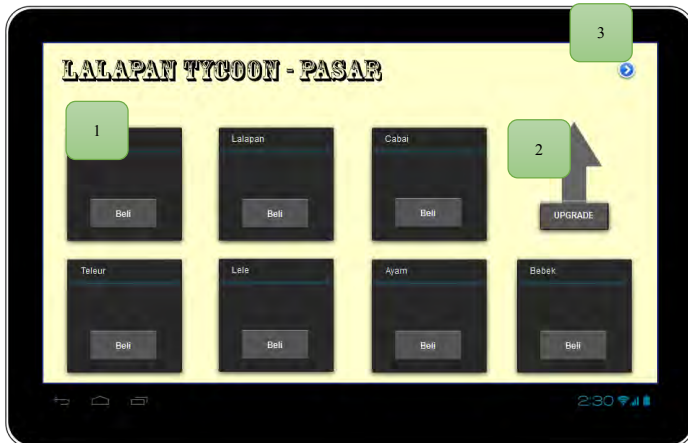 3
LALAPAN TYCOON - PASAR
1
Lalapan
Cabai
2
Beli
Beli
Beli
UPGRADE
Teleur
Lele
Ayam
Bebek
Beli
Beli
Beli
Beli
2:30